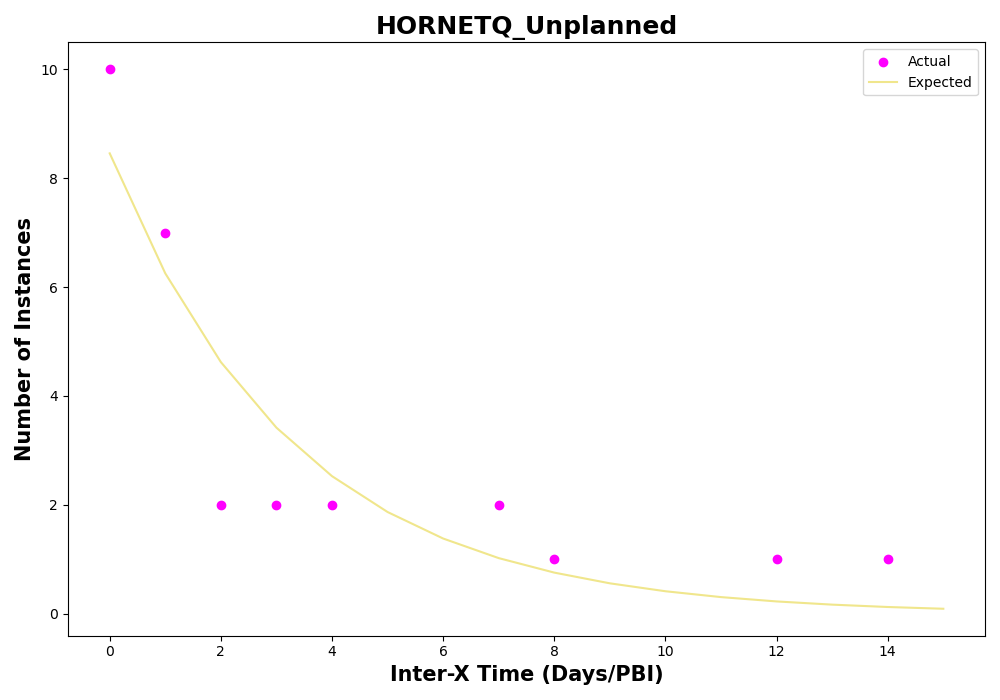 HORNETQ_Unplanned
Actual
Expected
Number of Instances
10
8
6
4
2
0
0 2 4 6 8 10 12 14
Inter-X Time (Days/PBI)